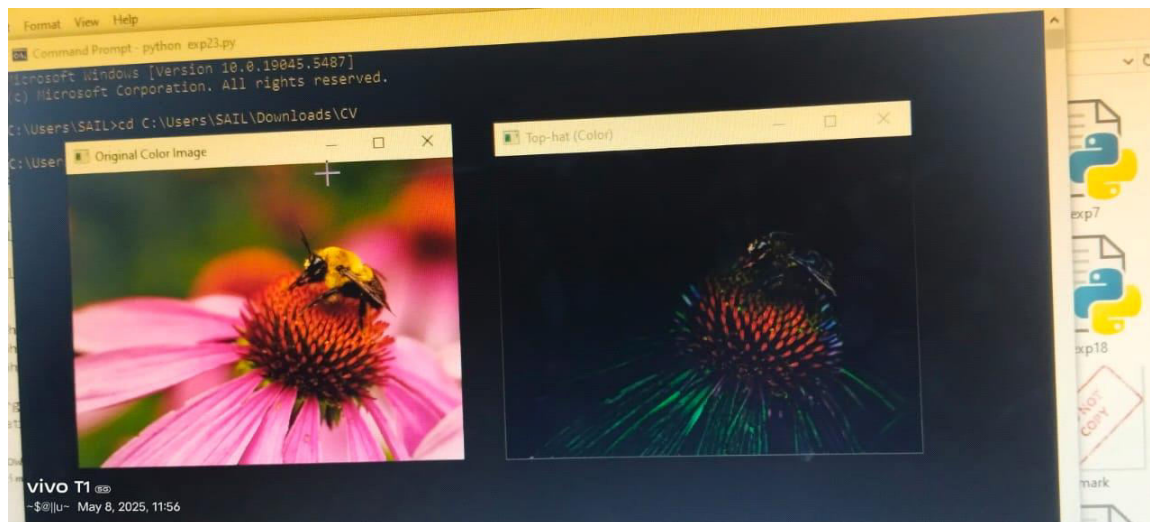 Format View Help
Command Prompt - python exp23.py
icrosoft Windows [Version 10.0.19045.5487]
(c) Microsoft Corporation. All rights reserved.
C:\Users\SAIL>cd C:\Users\SAIL\Downloads\CV
C:\User
Original Color Image
Top-hat (Color)
exp7
exp18
NOT
COPY
mark
vivo T1 5G
~$@||u~ May 8, 2025, 11:56